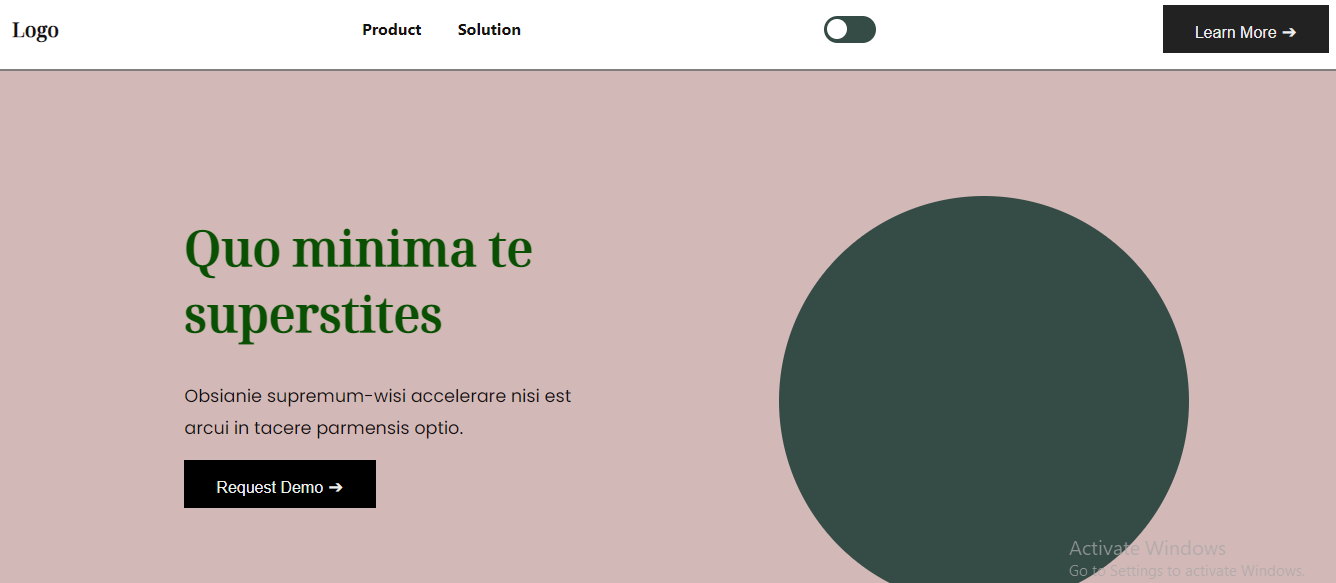 Logo
Product
Solution
Learn More ➔
Quo minima te
superstites
Obsianie supremum-wisi accelerare nisi est
arcui in tacere parmensis optio.
Request Demo ➔
Activate Windows
Go to Settings to activate Windows.